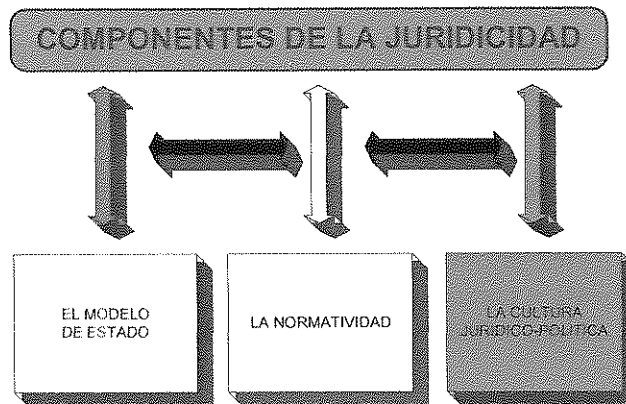 COMPONENTES DE LA JURIDICIDAD
EL MODELO
DE ESTADO
LA NORMATIVIDAD
LA CULTURA
JURIDICO-POLITICA